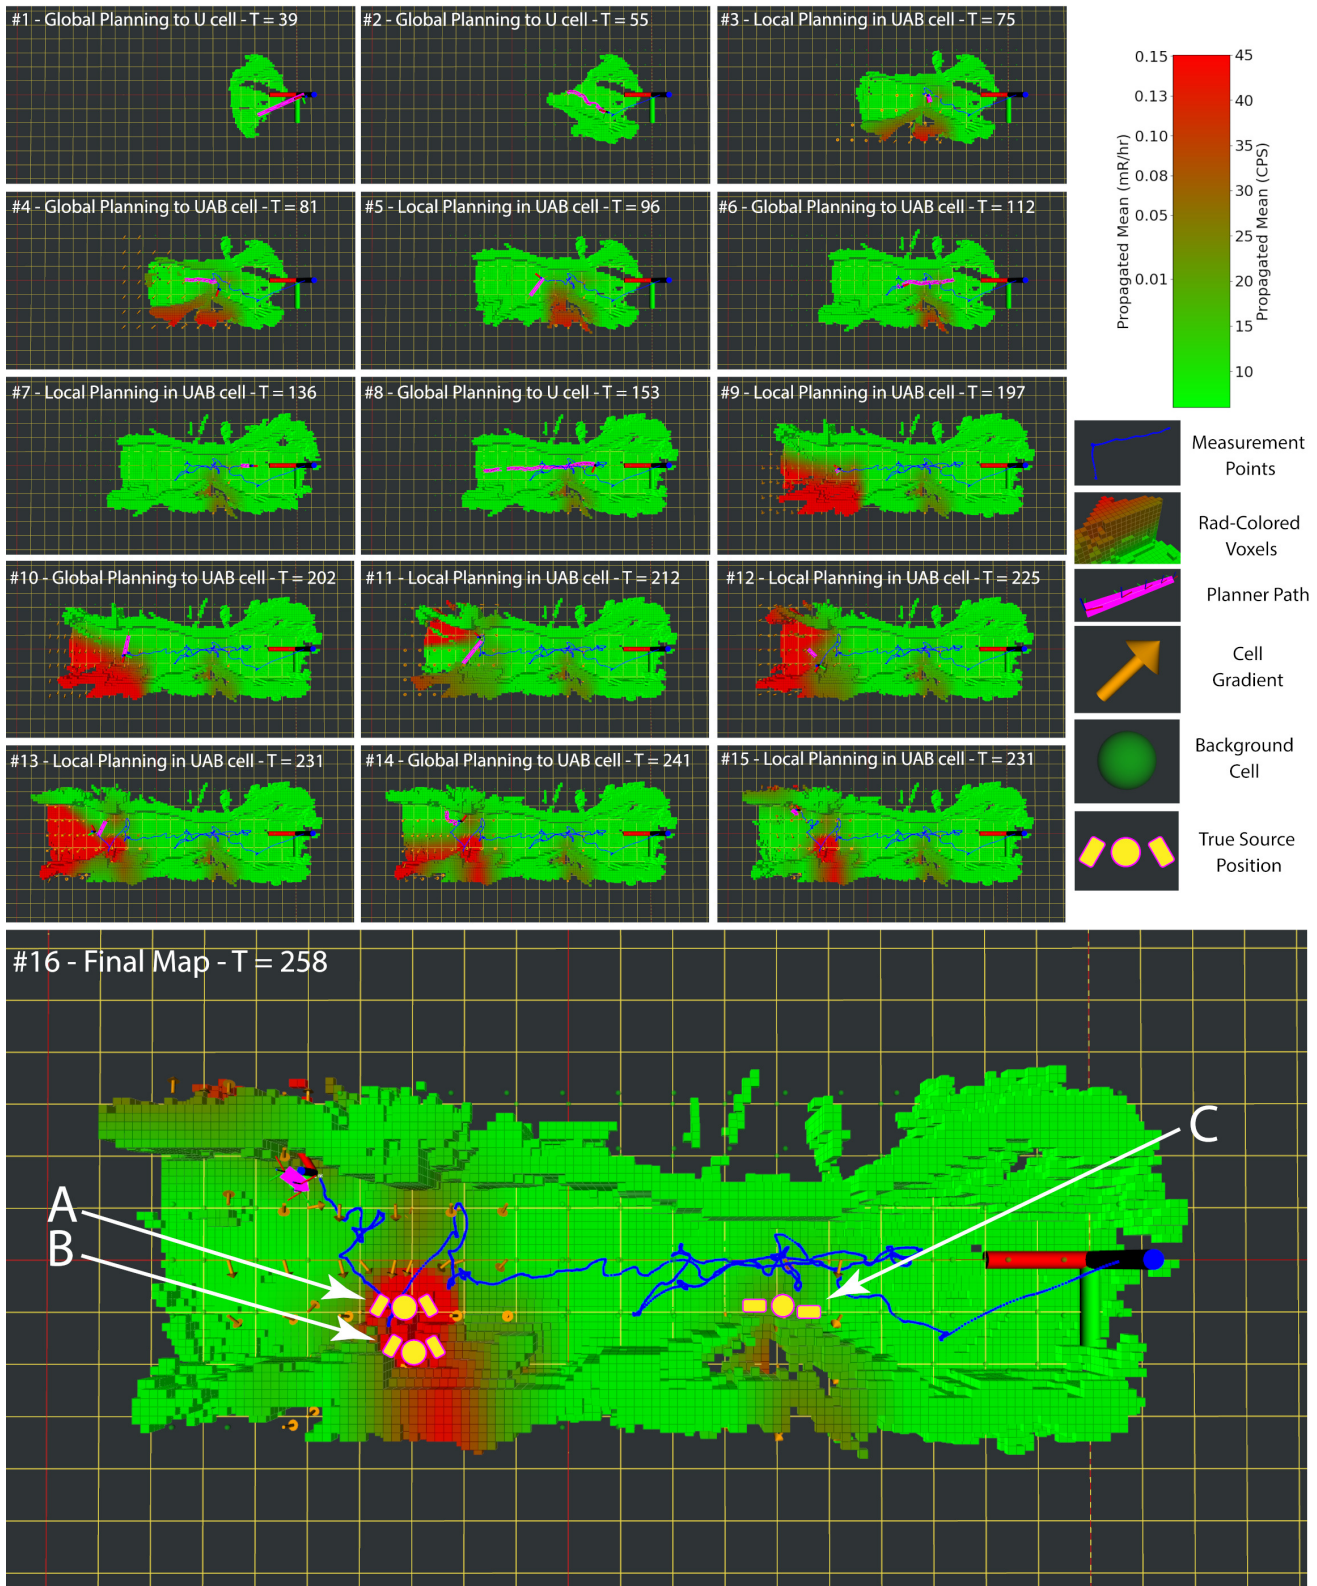 #1 - Global Planning to U cell - T = 39
#2 - Global Planning to U cell - T = 55
#3 - Local Planning in UAB cell - T = 75
#4 - Global Planning to UAB cell - T = 81
#5 - Local Planning in UAB cell - T = 96
#6 - Global Planning to UAB cell - T = 112
#7 - Local Planning in UAB cell - T = 136
#8 - Global Planning to U cell - T = 153
#9 - Local Planning in UAB cell - T = 197
#10 - Global Planning to UAB cell - T = 202
#11 - Local Planning in UAB cell - T = 212
#12 - Local Planning in UAB cell - T = 225
#13 - Local Planning in UAB cell - T = 231
#14 - Global Planning to UAB cell - T = 241
#15 - Local Planning in UAB cell - T = 231
Propagated Mean (mR/hr)
0.15
0.13
0.10
0.08
0.05
0.01
45
40
35
30
25
20
15
10
Propagated Mean (CPS)
Measurement
Points
Rad-Colored
Voxels
Planner Path
Cell
Gradient
Background
Cell
True Source
Position
#16 - Final Map - T = 258
A
B
C